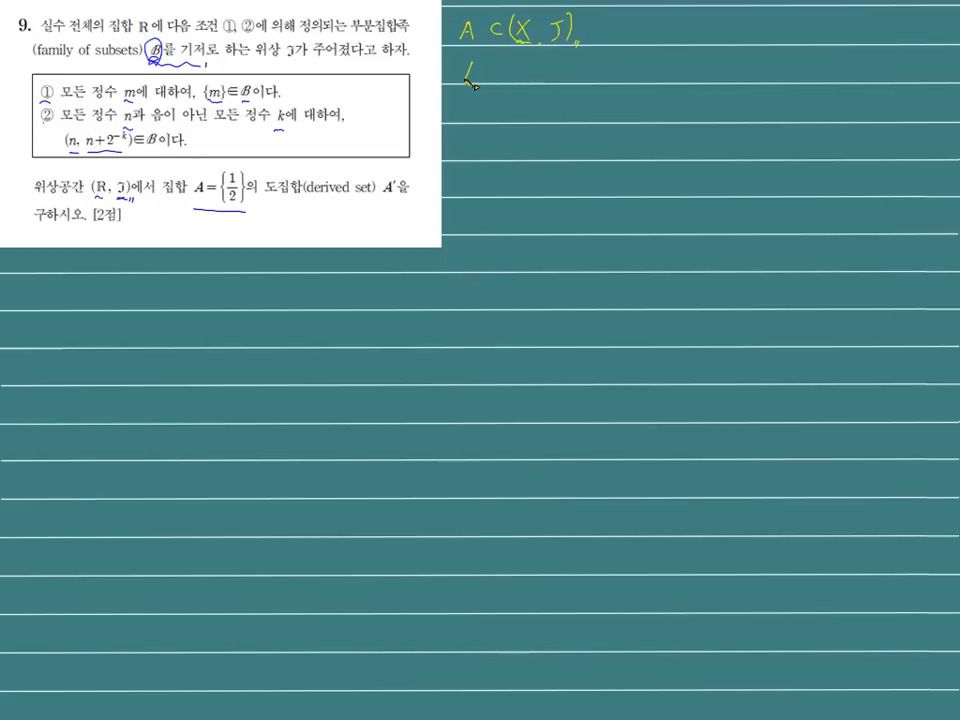 9. 실수 전체의 집합 R에 다음 조건 ①, ②에 의해 정의되는 부분집합족
(family of subsets) ℬ를 기저로 하는 위상 ℑ가 주어졌다고 하자.
① 모든 정수 m에 대하여, {m}∈ℬ이다.
② 모든 정수 n과 음이 아닌 모든 정수 k에 대하여,
(n, n+2⁻ᵏ)∈ℬ이다.
위상공간 (R, ℑ)에서 집합 A={1/2}의 도집합(derived set) A′을
구하시오. [2점]
A ⊂ (X, J)